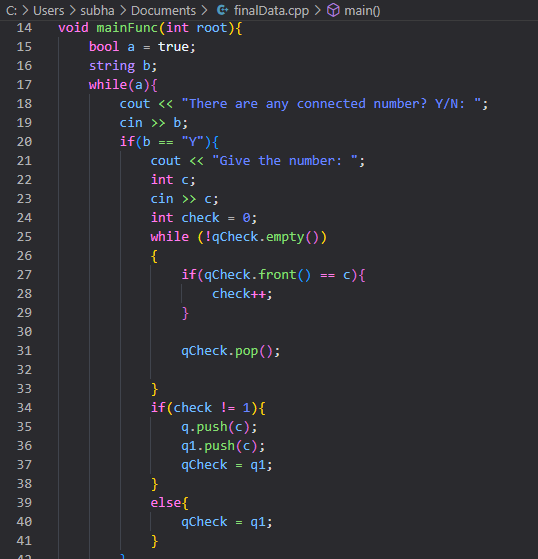 C: > Users > subha > Documents > finalData.cpp > main()
14 void mainFunc(int root){
15     bool a = true;
16     string b;
17     while(a){
18         cout << "There are any connected number? Y/N: ";
19         cin >> b;
20         if(b == "Y"){
21             cout << "Give the number: ";
22             int c;
23             cin >> c;
24             int check = 0;
25             while (!qCheck.empty())
26             {
27                 if(qCheck.front() == c){
28                     check++;
29                 }
30
31                 qCheck.pop();
32
33             }
34             if(check != 1){
35                 q.push(c);
36                 q1.push(c);
37                 qCheck = q1;
38             }
39             else{
40                 qCheck = q1;
41             }